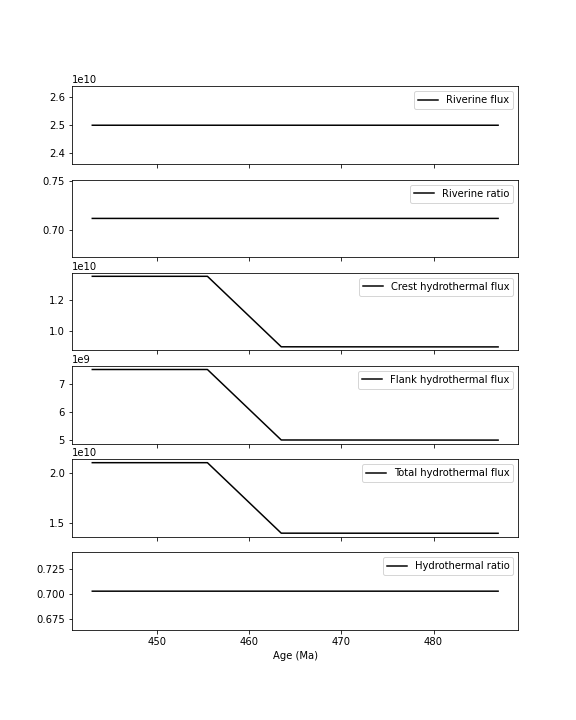 1e10
2.6
2.5
2.4
Riverine flux
0.75
0.70
Riverine ratio
1e10
1.2
1.0
Crest hydrothermal flux
1e9
7
6
5
Flank hydrothermal flux
1e10
2.0
1.5
Total hydrothermal flux
0.725
0.700
0.675
Hydrothermal ratio
450 460 470 480
Age (Ma)